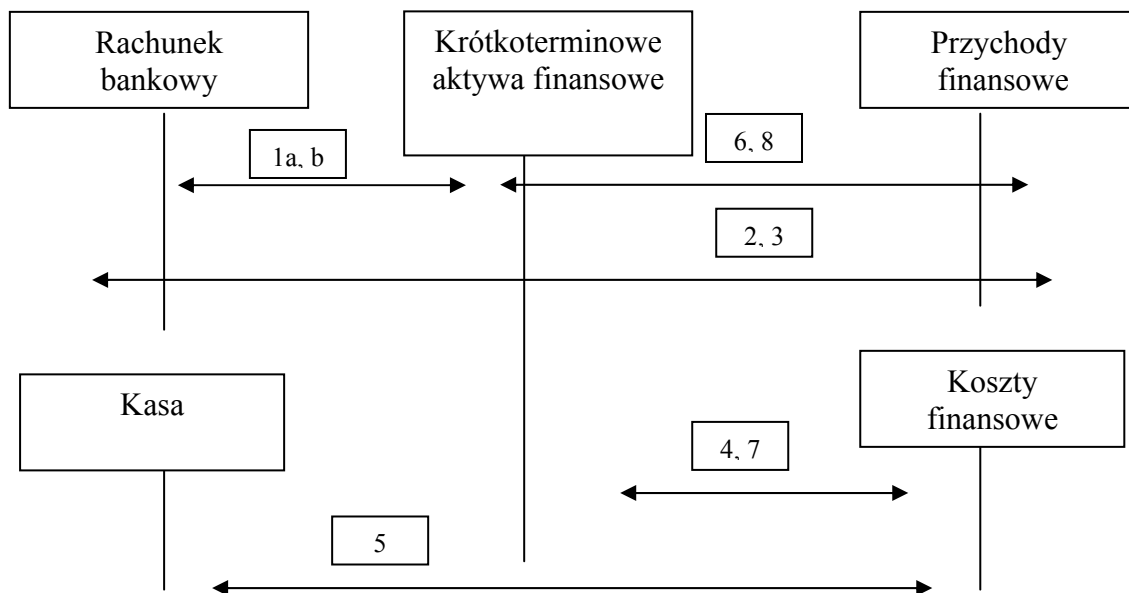 Rachunek
bankowy
Krótkoterminowe
aktywa finansowe
Przychody
finansowe
1a, b
6, 8
2, 3
Kasa
Koszty
finansowe
4, 7
5